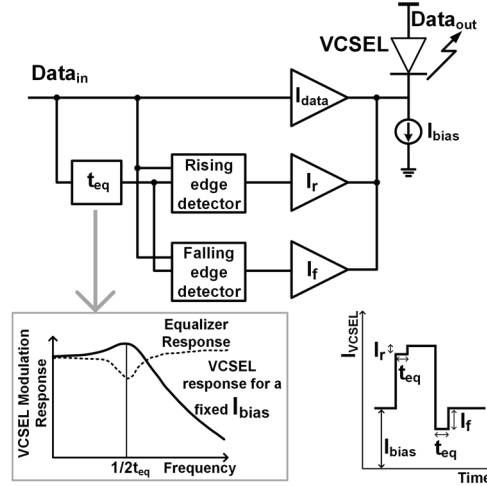 Data_out
VCSEL
Data_in
I_data
I_bias
t_eq
Rising
edge
detector
I_r
Falling
edge
detector
I_f
VCSEL Modulation
Response
Equalizer
Response
VCSEL
response for a
fixed I_bias
1/2t_eq
Frequency
I_VCSEL
I_r
t_eq
I_bias
I_f
t_eq
Time